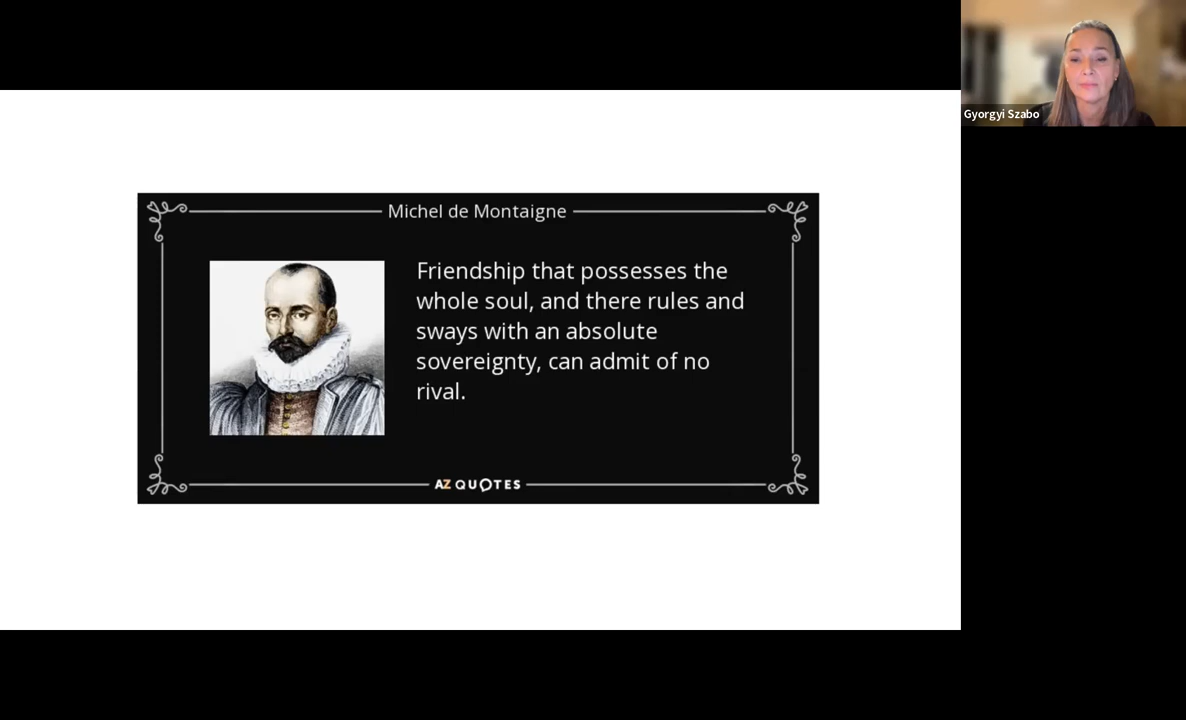 Michel de Montaigne
Friendship that possesses the
whole soul, and there rules and
sways with an absolute
sovereignty, can admit of no
rival.
AZ QUOTES
Gyorgyi Szabo